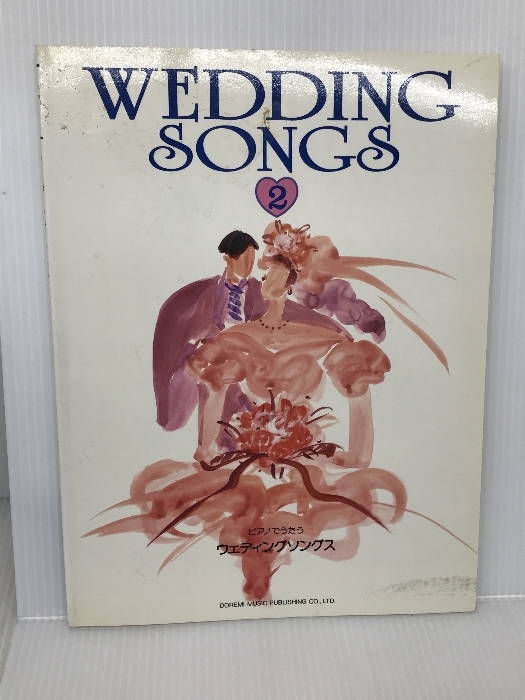 WEDDING
SONGS
2
ピアノでうたう
ウェディングソングス
DOREMI MUSIC PUBLISHING CO., LTD.